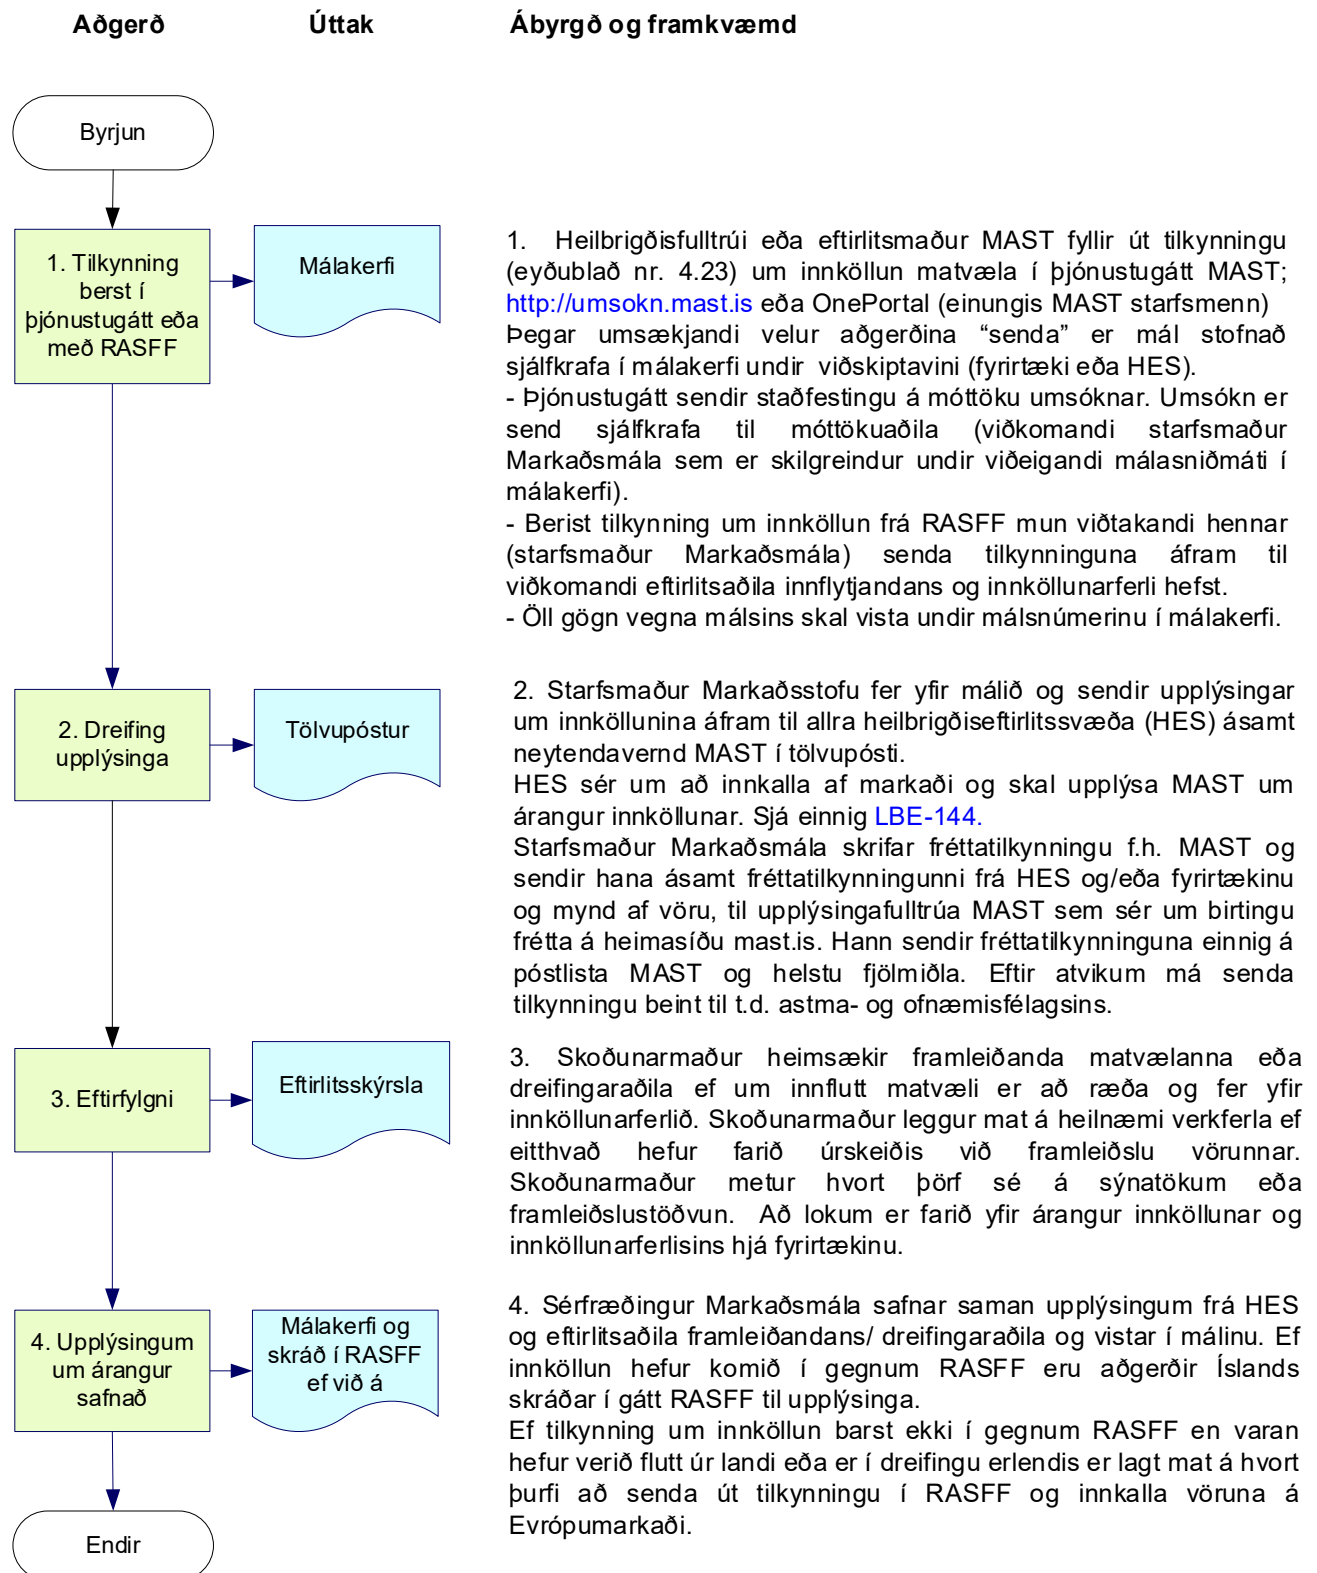 Aðgerð Úttak Ábyrgð og framkvæmd
Byrjun
1. Tilkynning
berst í
þjónustugátt eða
með RASFF
Málakerfi
1. Heilbrigðisfulltrúi eða eftirlitsmaður MAST fyllir út tilkynningu
(eyðublað nr. 4.23) um innköllun matvæla í þjónustugátt MAST;
http://umsokn.mast.is eða OnePortal (einungis MAST starfsmenn)
Þegar umsækjandi velur aðgerðina “senda” er mál stofnað
sjálfkrafa í málakerfi undir viðskiptavini (fyrirtæki eða HES).
- Þjónustugátt sendir staðfestingu á móttöku umsóknar. Umsókn er
send sjálfkrafa til móttökuaðila (viðkomandi starfsmaður
Markaðsmála sem er skilgreindur undir viðeigandi málasniðmáti í
málakerfi).
- Berist tilkynning um innköllun frá RASFF mun viðtakandi hennar
(starfsmaður Markaðsmála) senda tilkynninguna áfram til
viðkomandi eftirlitsaðila innflytjandans og innköllunarferli hefst.
- Öll gögn vegna málsins skal vista undir málsnúmerinu í málakerfi.
2. Dreifing
upplýsinga
Tölvupóstur
2. Starfsmaður Markaðsstofu fer yfir málið og sendir upplýsingar
um innköllunina áfram til allra heilbrigðiseftirlitssvæða (HES) ásamt
neytendavernd MAST í tölvupósti.
HES sér um að innkalla af markaði og skal upplýsa MAST um
árangur innköllunar. Sjá einnig LBE-144.
Starfsmaður Markaðsmála skrifar fréttatilkynningu f.h. MAST og
sendir hana ásamt fréttatilkynningunni frá HES og/eða fyrirtækinu
og mynd af vöru, til upplýsingafulltrúa MAST sem sér um birtingu
frétta á heimasíðu mast.is. Hann sendir fréttatilkynninguna einnig á
póstlista MAST og helstu fjölmiðla. Eftir atvikum má senda
tilkynningu beint til t.d. astma- og ofnæmisfélagsins.
3. Eftirfylgni
Eftirlitsskýrsla
3. Skoðunarmaður heimsækir framleiðanda matvælanna eða
dreifingaraðila ef um innflutt matvæli er að ræða og fer yfir
innköllunarferlið. Skoðunarmaður leggur mat á heilnæmi verkferla ef
eitthvað hefur farið úrskeiðis við framleiðslu vörunnar.
Skoðunarmaður metur hvort þörf sé á sýnatökum eða
framleiðslustöðvun. Að lokum er farið yfir árangur innköllunar og
innköllunarferlisins hjá fyrirtækinu.
4. Upplýsingum
um árangur
safnað
Málakerfi og
skráð í RASFF
ef við á
4. Sérfræðingur Markaðsmála safnar saman upplýsingum frá HES
og eftirlitsaðila framleiðandans/ dreifingaraðila og vistar í málinu. Ef
innköllun hefur komið í gegnum RASFF eru aðgerðir Íslands
skráðar í gátt RASFF til upplýsinga.
Ef tilkynning um innköllun barst ekki í gegnum RASFF en varan
hefur verið flutt úr landi eða er í dreifingu erlendis er lagt mat á hvort
þurfi að senda út tilkynningu í RASFF og innkalla vöruna á
Evrópumarkaði.
Endir